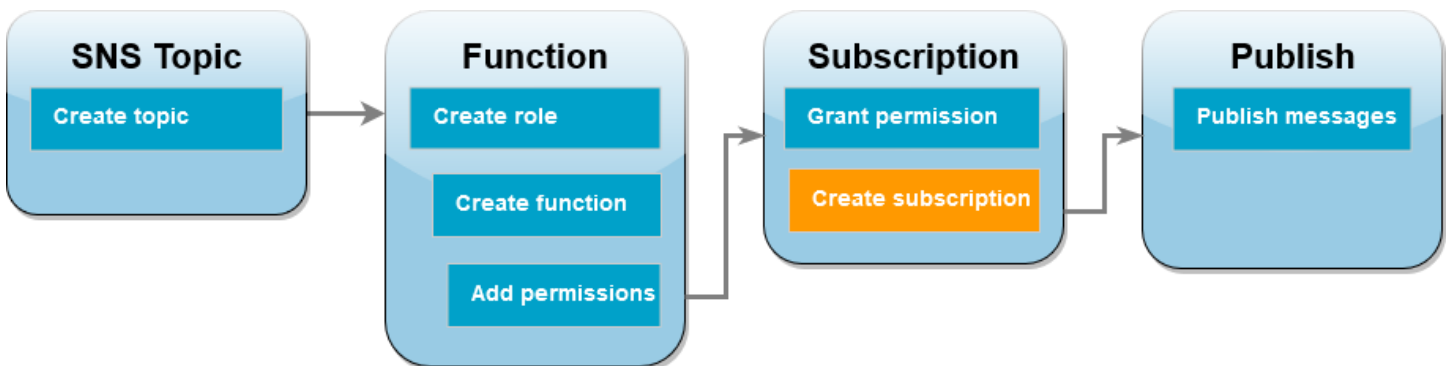 SNS Topic
Create topic
Function
Create role
Create function
Add permissions
Subscription
Grant permission
Create subscription
Publish
Publish messages